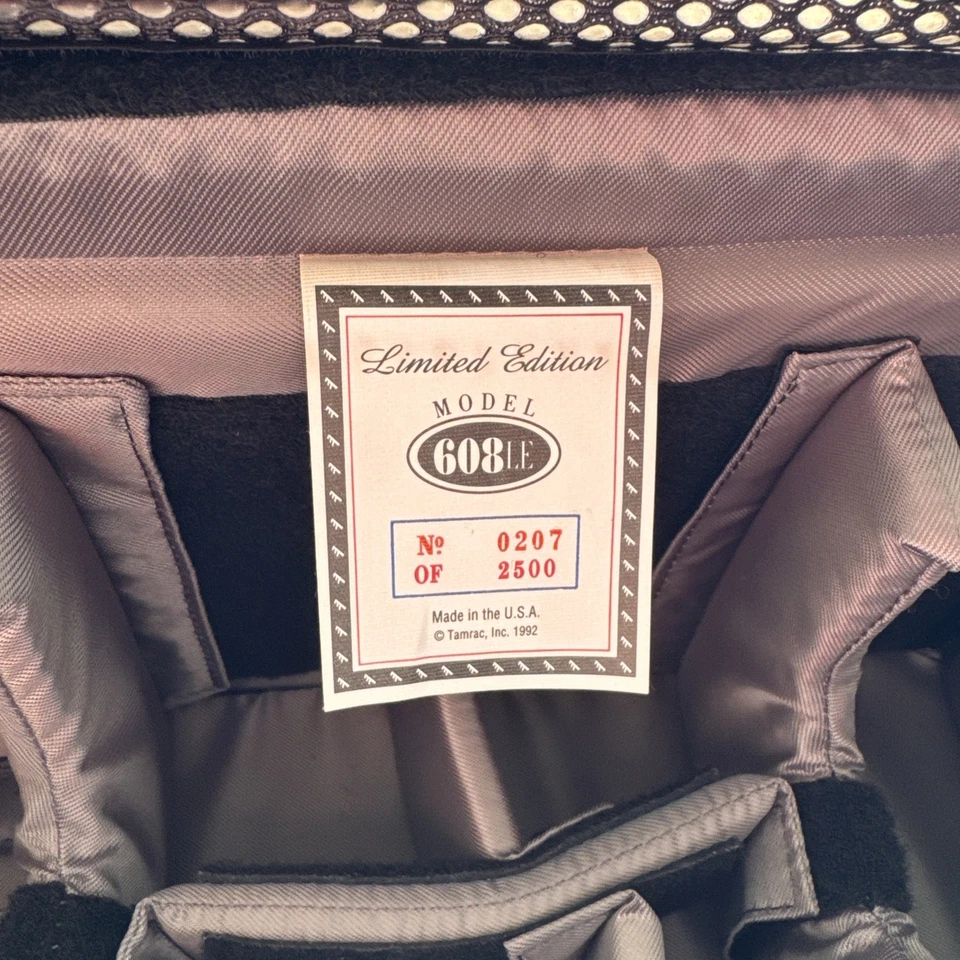 Limited Edition
MODEL
608LE
Nº 0207
OF 2500
Made in the U.S.A.
© Tamrac, Inc. 1992